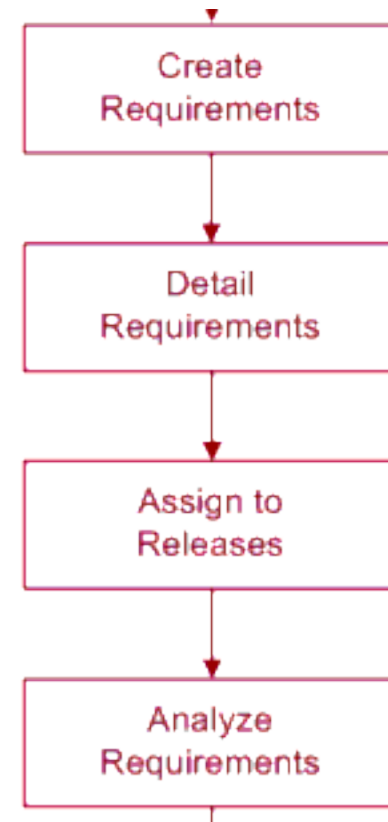 Create
Requirements
Detail
Requirements
Assign to
Releases
Analyze
Requirements